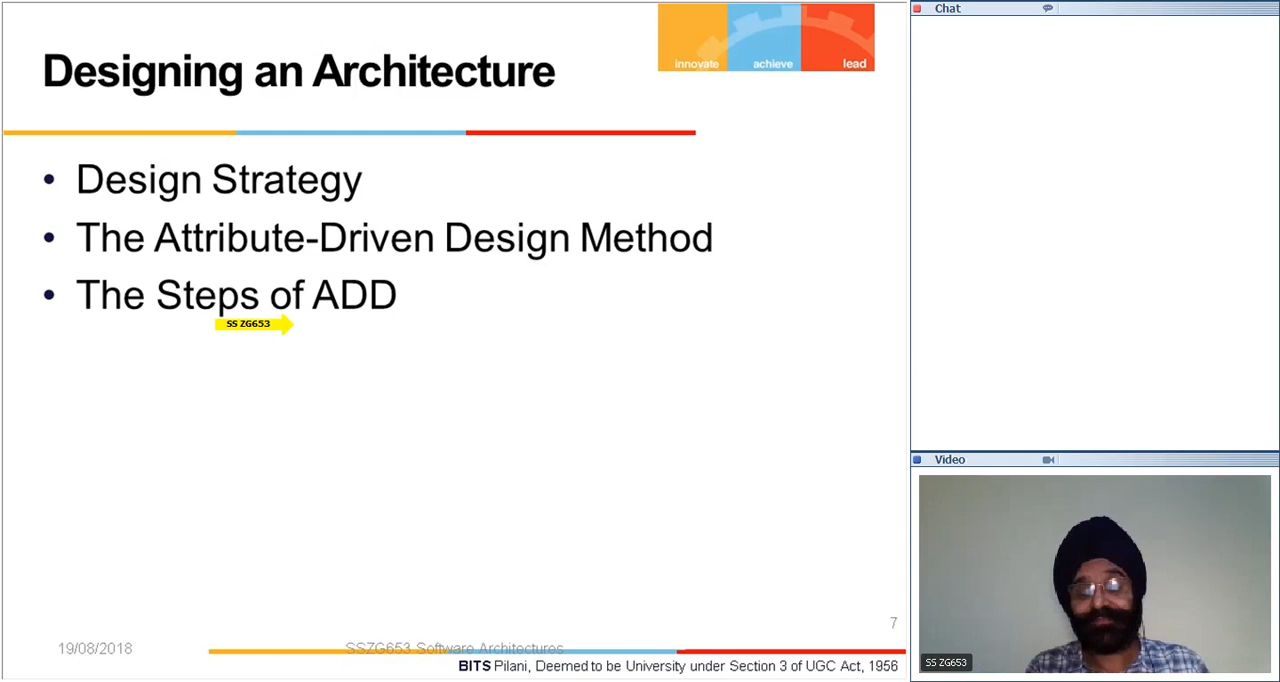 Designing an Architecture
innovate achieve lead
• Design Strategy
• The Attribute-Driven Design Method
• The Steps of ADD
SS ZG653
7
19/08/2018
SSZG653 Software Architectures
BITS Pilani, Deemed to be University under Section 3 of UGC Act, 1956
Chat
Video
SS ZG653